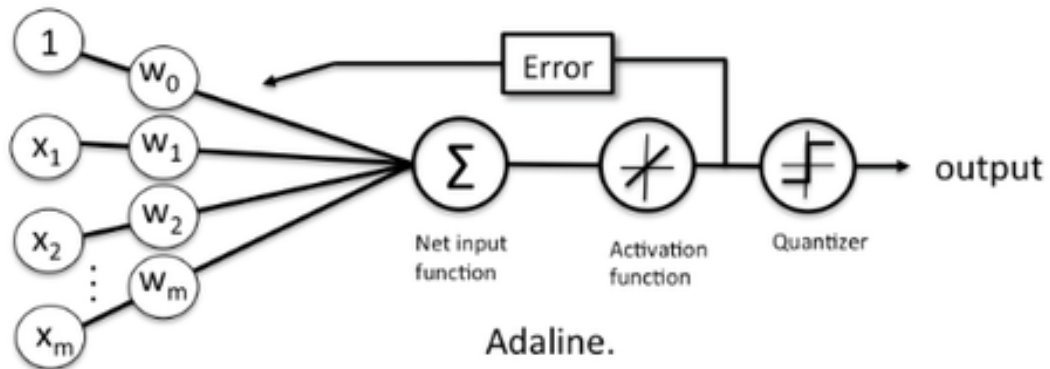 1
w0
Error
x1
w1
Σ
output
x2
w2
Net input
function
Activation
function
Quantizer
wm
xm
Adaline.